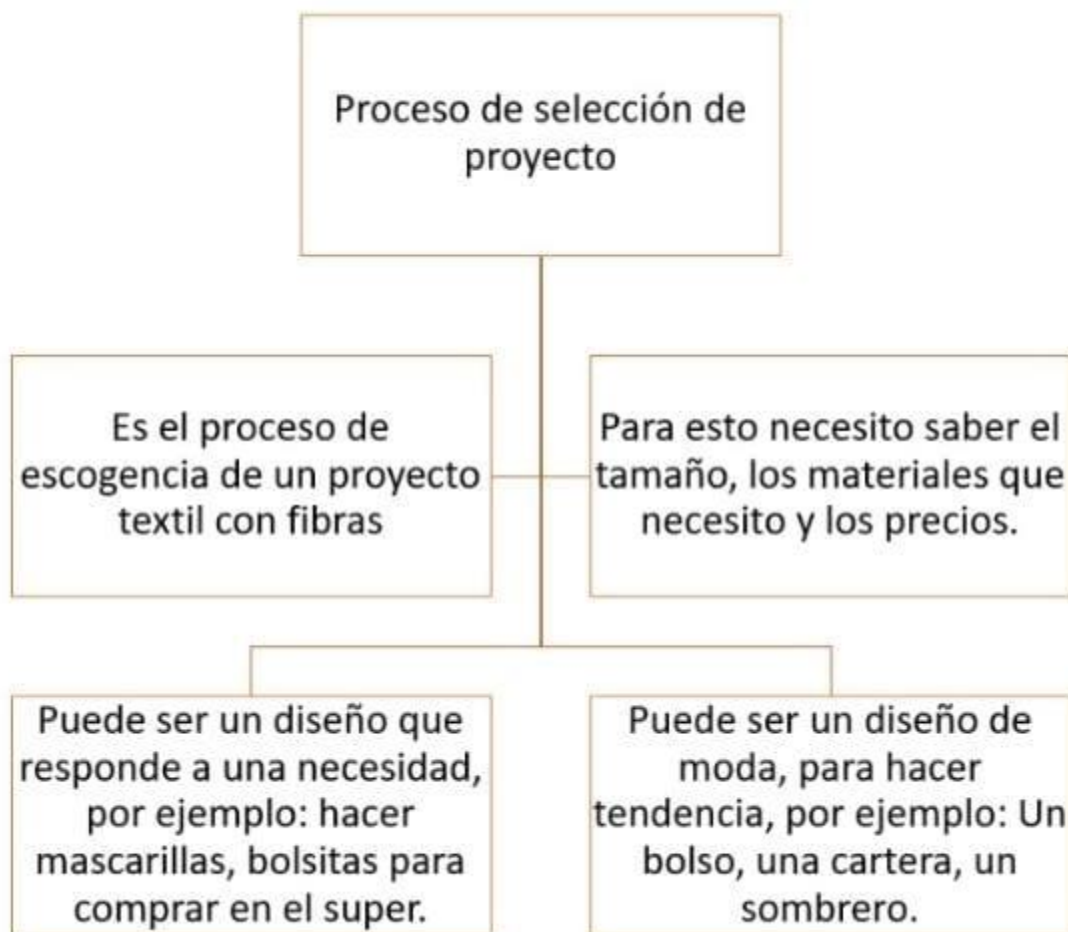 Proceso de selección de
proyecto
Es el proceso de
escogencia de un proyecto
textil con fibras
Para esto necesito saber el
tamaño, los materiales que
necesito y los precios.
Puede ser un diseño que
responde a una necesidad,
por ejemplo: hacer
mascarillas, bolsitas para
comprar en el super.
Puede ser un diseño de
moda, para hacer
tendencia, por ejemplo: Un
bolso, una cartera, un
sombrero.